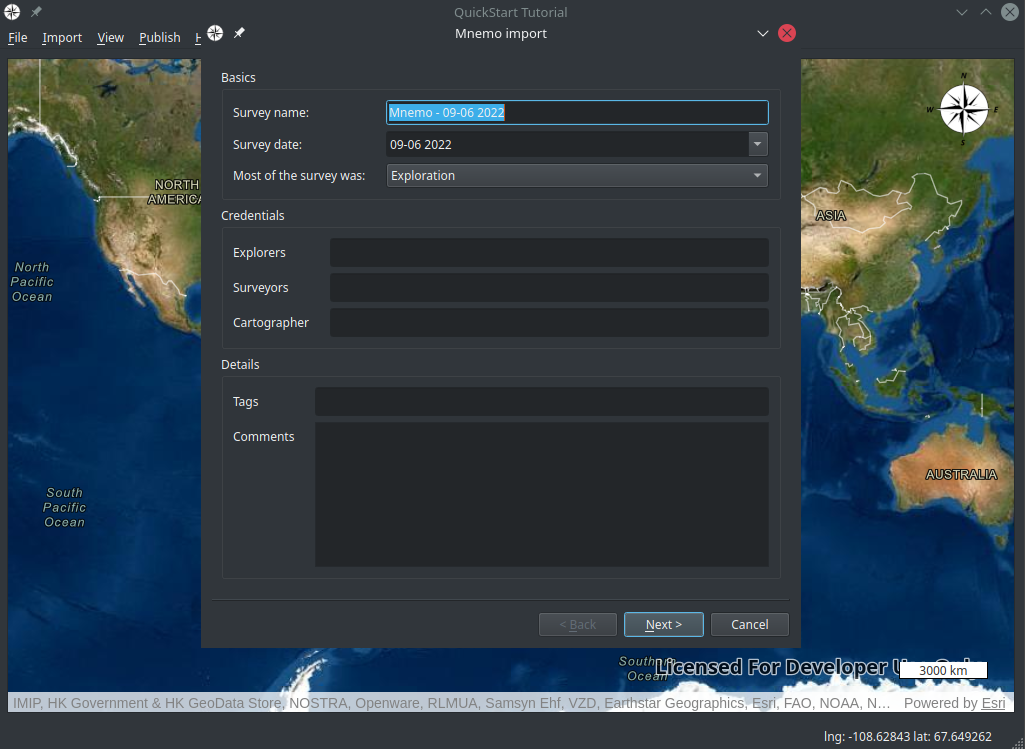 QuickStart Tutorial
File Import View Publish H
Mnemo import
Basics
Survey name: Mnemo - 09-06 2022
Survey date: 09-06 2022
Most of the survey was: Exploration
Credentials
Explorers
Surveyors
Cartographer
Details
Tags
Comments
< Back Next > Cancel
N
W E
S
NORTH
AMERICA
North
Pacific
Ocean
South
Pacific
Ocean
ASIA
AUSTRALIA
Southern
Ocean
Licensed For Developer Use Only
3000 km
IMIP, HK Government & HK GeoData Store, NOSTRA, Openware, RLMUA, Samsyn Ehf, VZD, Earthstar Geographics, Esri, FAO, NOAA, N... Powered by Esri
lng: -108.62843 lat: 67.649262